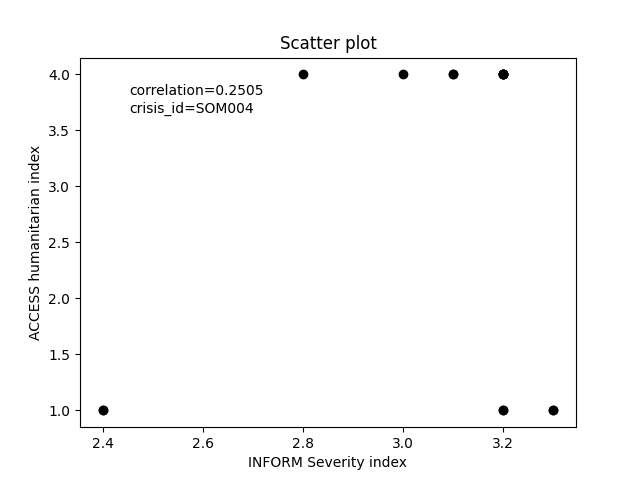 Scatter plot
4.0
correlation=0.2505
crisis_id=SOM004
3.5
3.0
2.5
2.0
1.5
1.0
ACCESS humanitarian index
2.4 2.6 2.8 3.0 3.2
INFORM Severity index